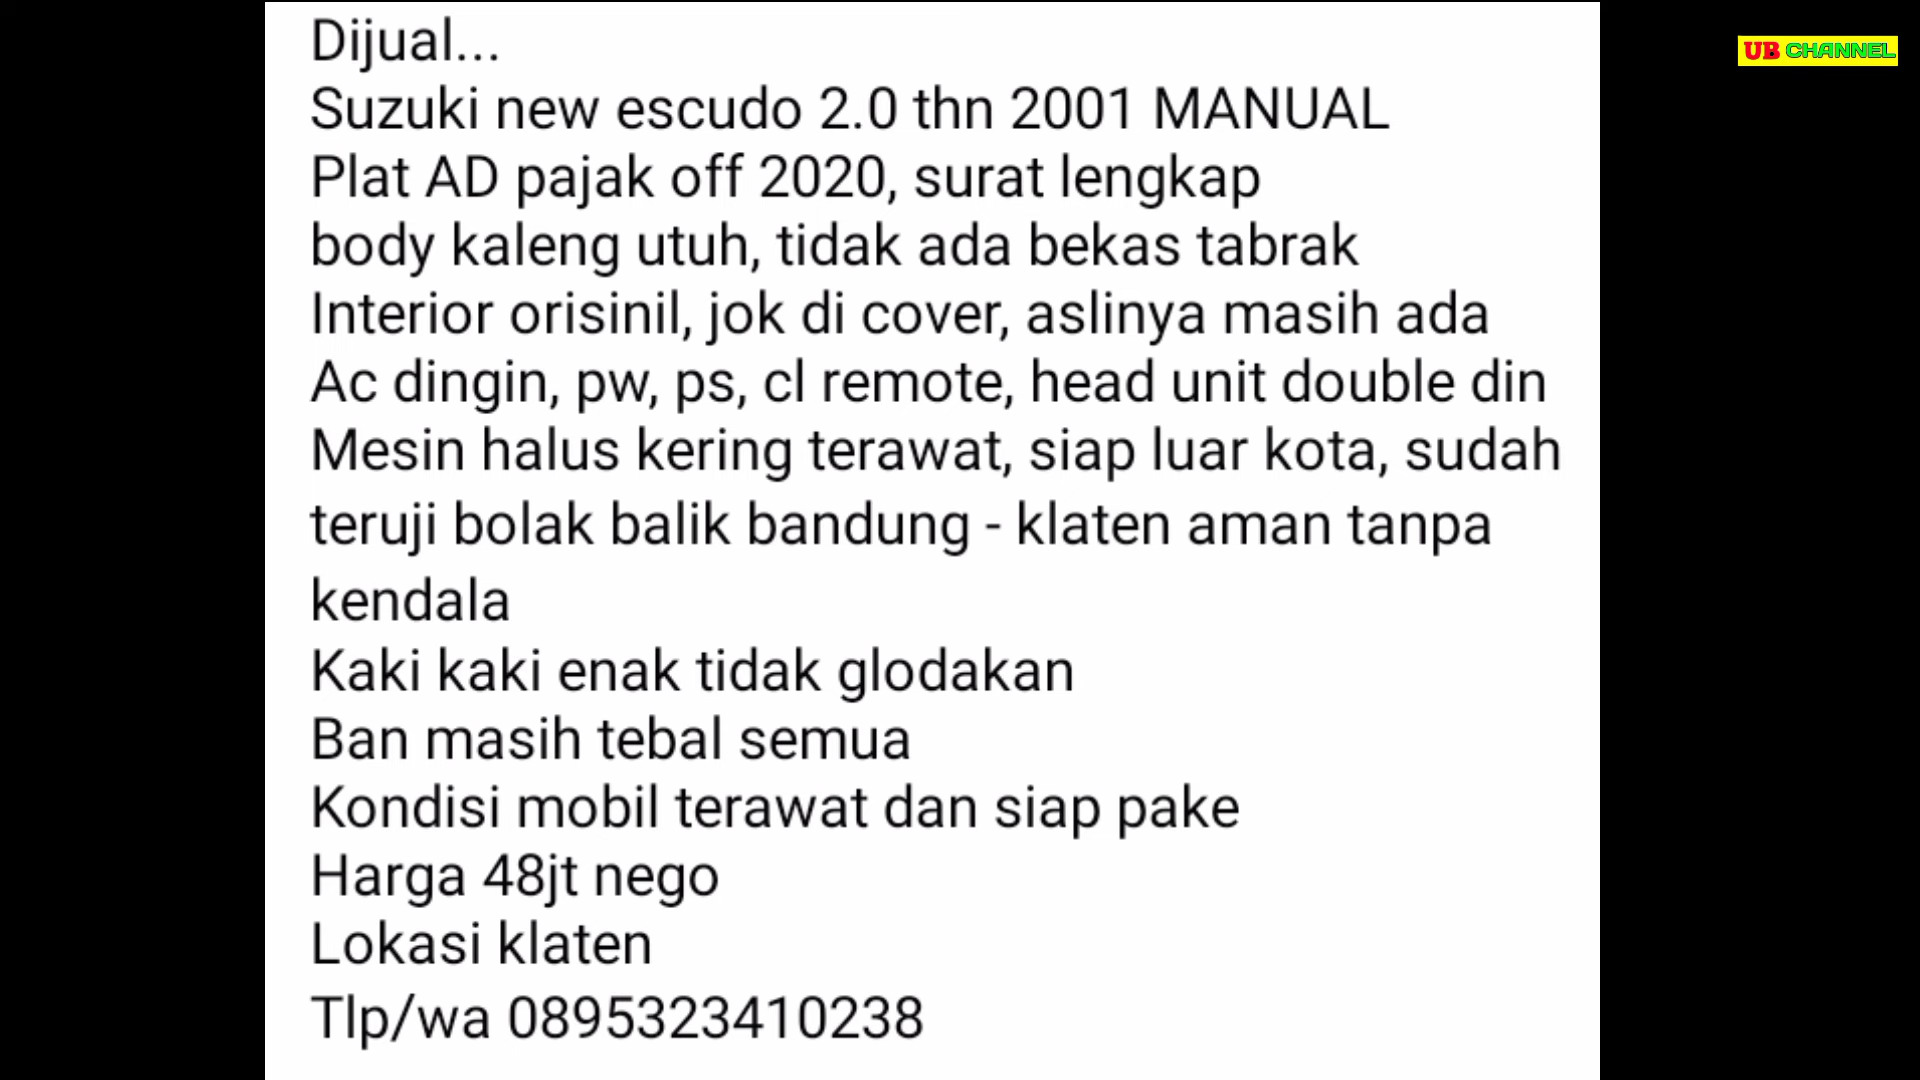 Dijual...
Suzuki new escudo 2.0 thn 2001 MANUAL
Plat AD pajak off 2020, surat lengkap
body kaleng utuh, tidak ada bekas tabrak
Interior orisinil, jok di cover, aslinya masih ada
Ac dingin, pw, ps, cl remote, head unit double din
Mesin halus kering terawat, siap luar kota, sudah
teruji bolak balik bandung - klaten aman tanpa
kendala
Kaki kaki enak tidak glodakan
Ban masih tebal semua
Kondisi mobil terawat dan siap pake
Harga 48jt nego
Lokasi klaten
Tlp/wa 0895323410238
UB CHANNEL